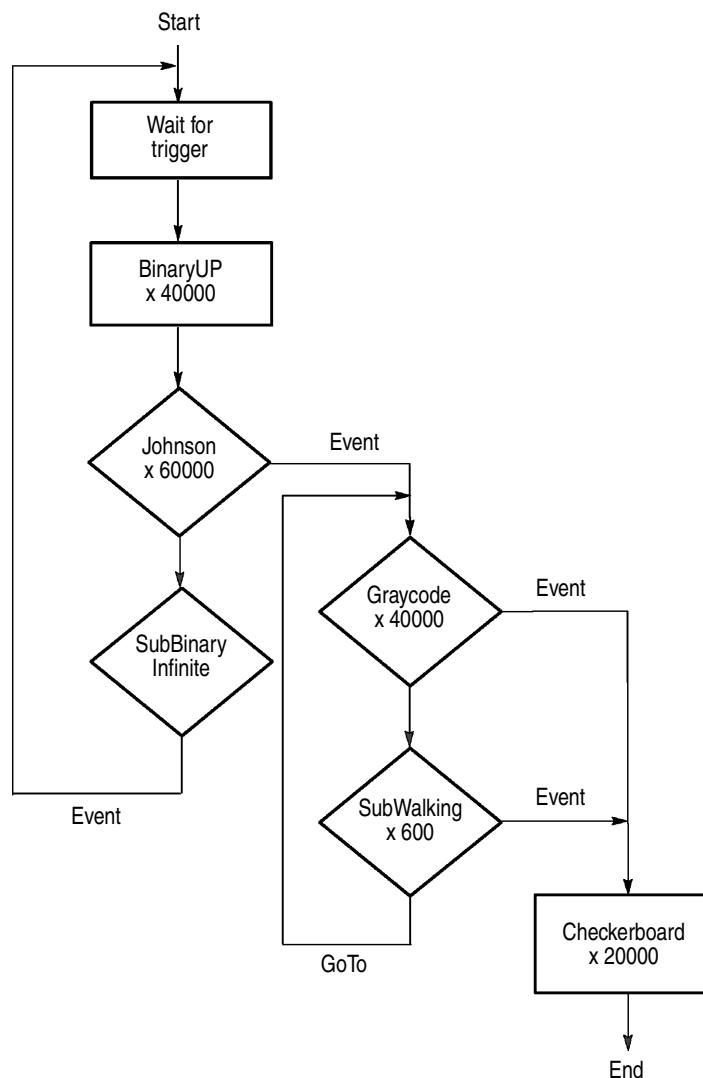 Start
Wait for
trigger
BinaryUP
x 40000
Johnson
x 60000
Event
Graycode
x 40000
Event
SubBinary
Infinite
Event
SubWalking
x 600
Event
GoTo
Checkerboard
x 20000
End